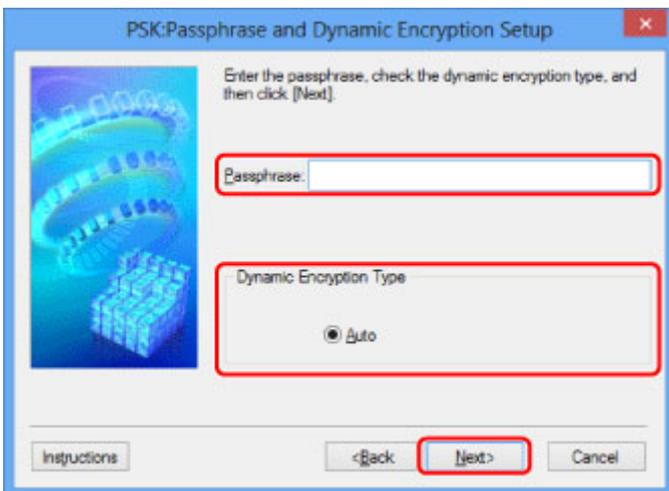 PSK:Passphrase and Dynamic Encryption Setup
Enter the passphrase, check the dynamic encryption type, and
then click [Next].
Passphrase:
Dynamic Encryption Type
Auto
Instructions
<Back
Next>
Cancel